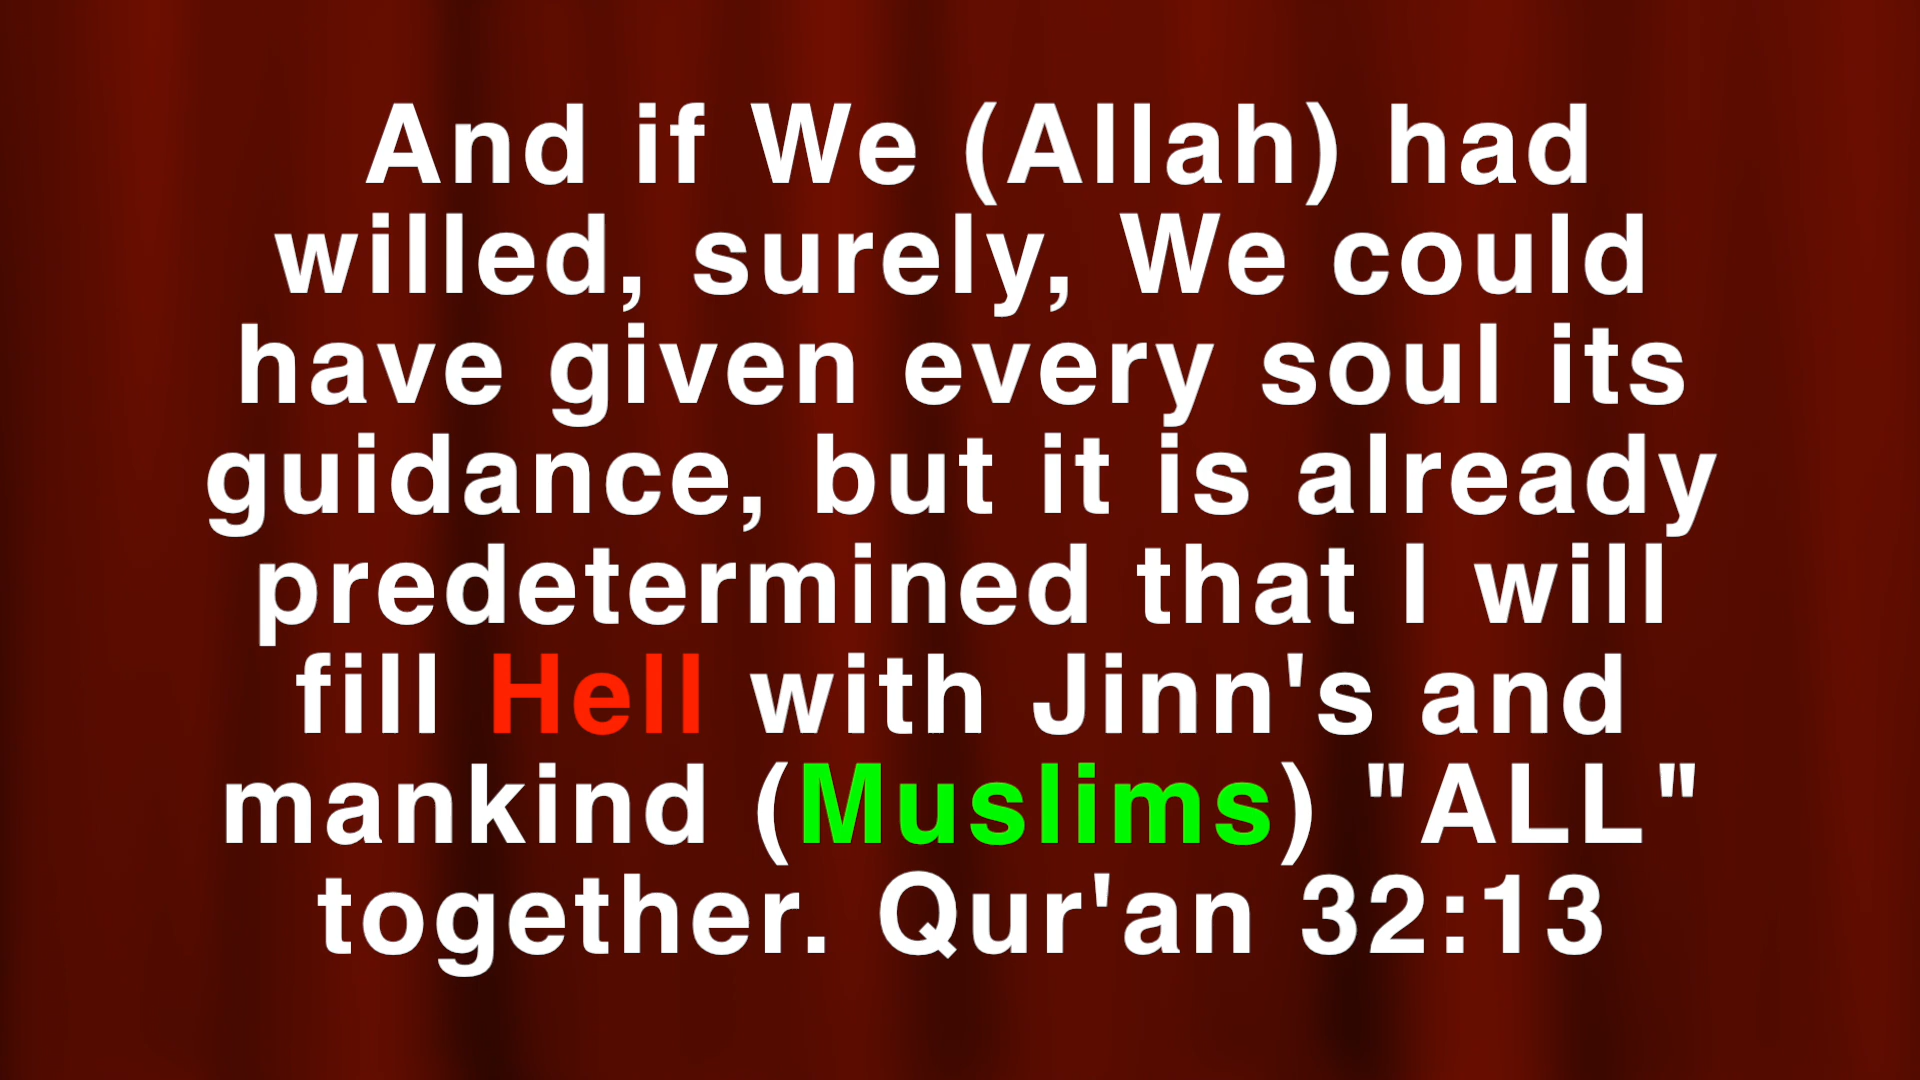 And if We (Allah) had
willed, surely, We could
have given every soul its
guidance, but it is already
predetermined that I will
fill Hell with Jinn's and
mankind (Muslims) "ALL"
together. Qur'an 32:13